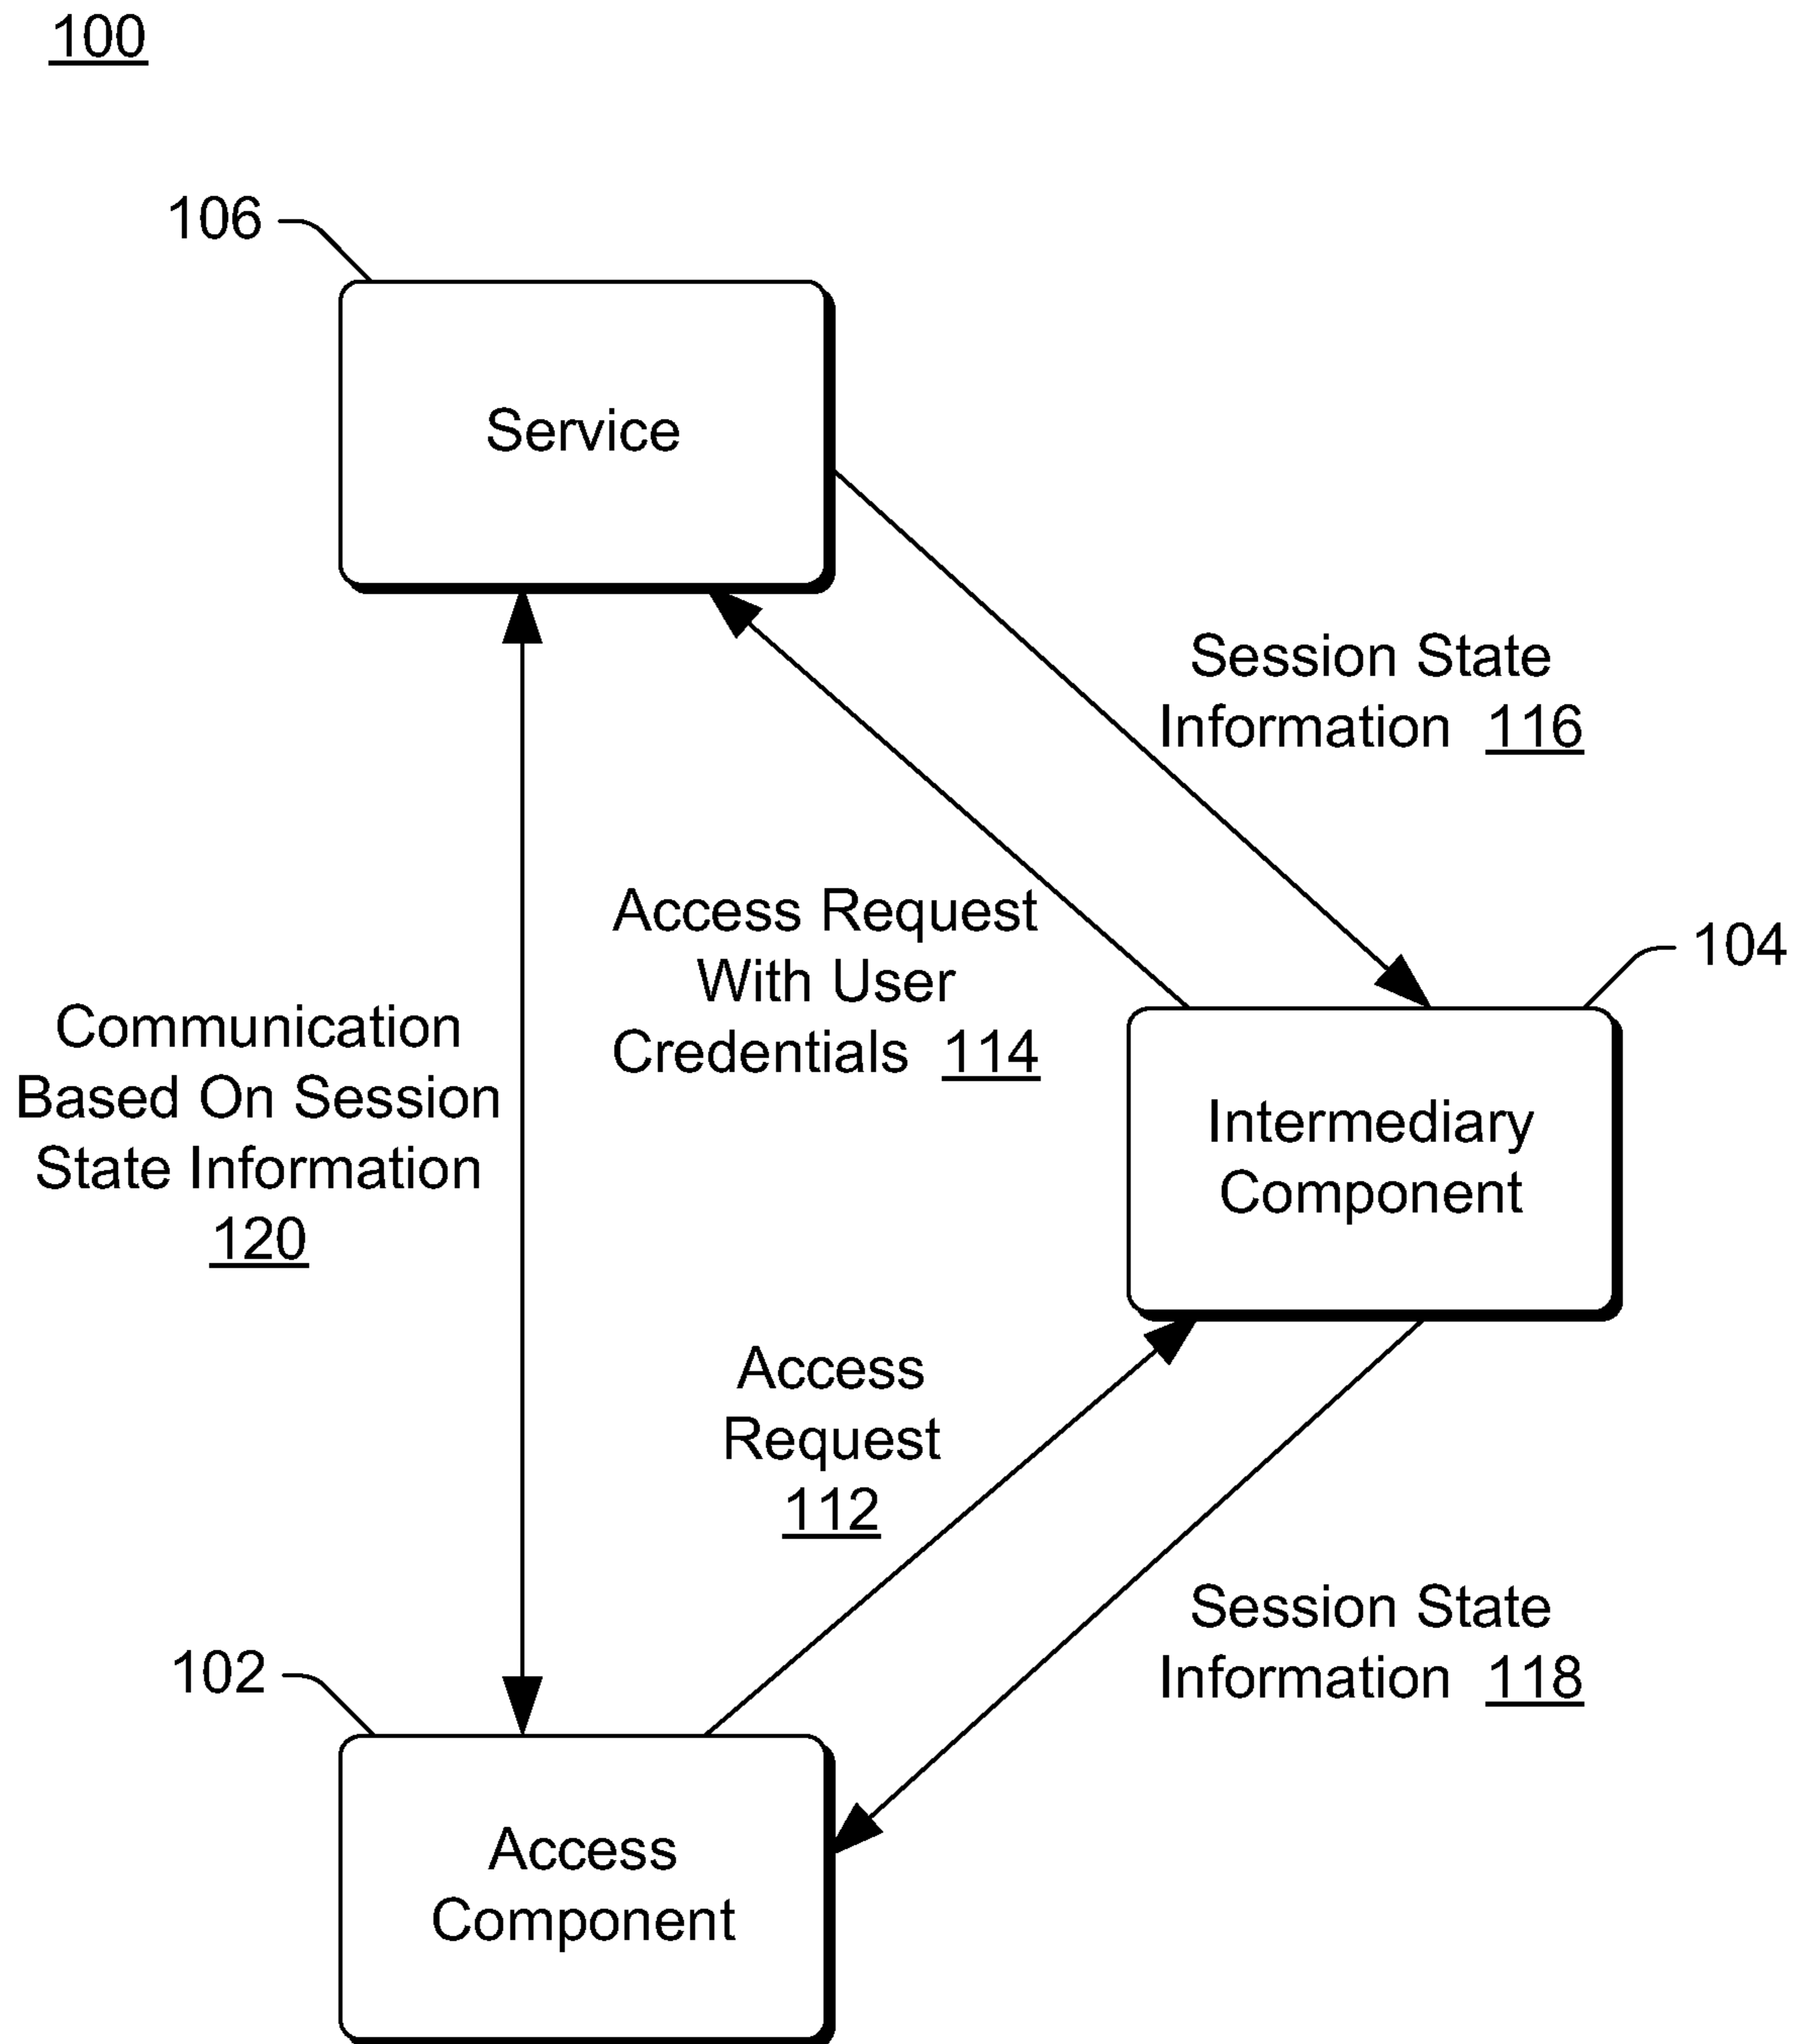 100
106
Service
Session State
Information 116
Access Request
With User
Credentials 114
104
Communication
Based On Session
State Information
120
Intermediary
Component
Access
Request
112
Session State
Information 118
102
Access
Component